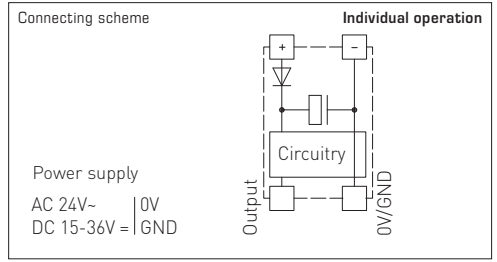 Connecting scheme
Individual operation
+ -
Circuitry
Output
0V/GND
Power supply
AC 24V~ 0V
DC 15-36V = GND